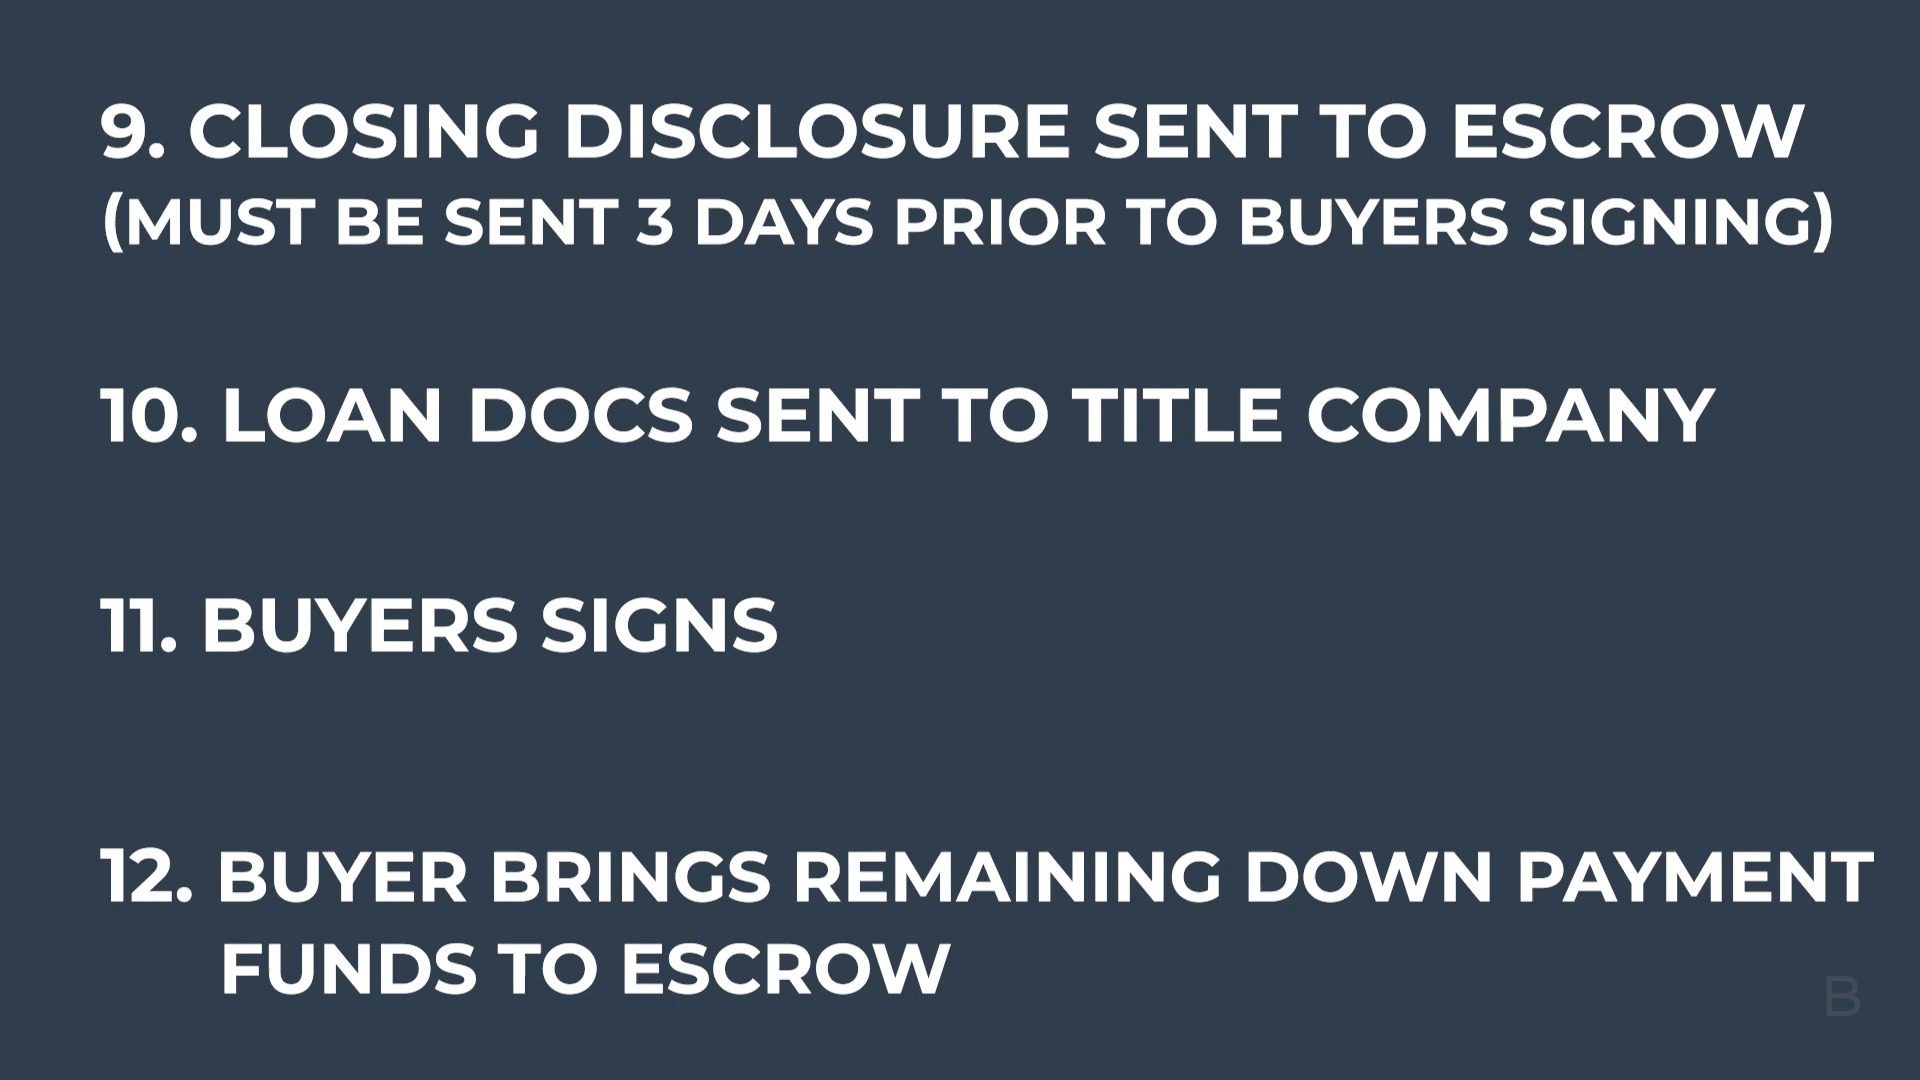 9. CLOSING DISCLOSURE SENT TO ESCROW
(MUST BE SENT 3 DAYS PRIOR TO BUYERS SIGNING)
10. LOAN DOCS SENT TO TITLE COMPANY
11. BUYERS SIGNS
12. BUYER BRINGS REMAINING DOWN PAYMENT
FUNDS TO ESCROW
B